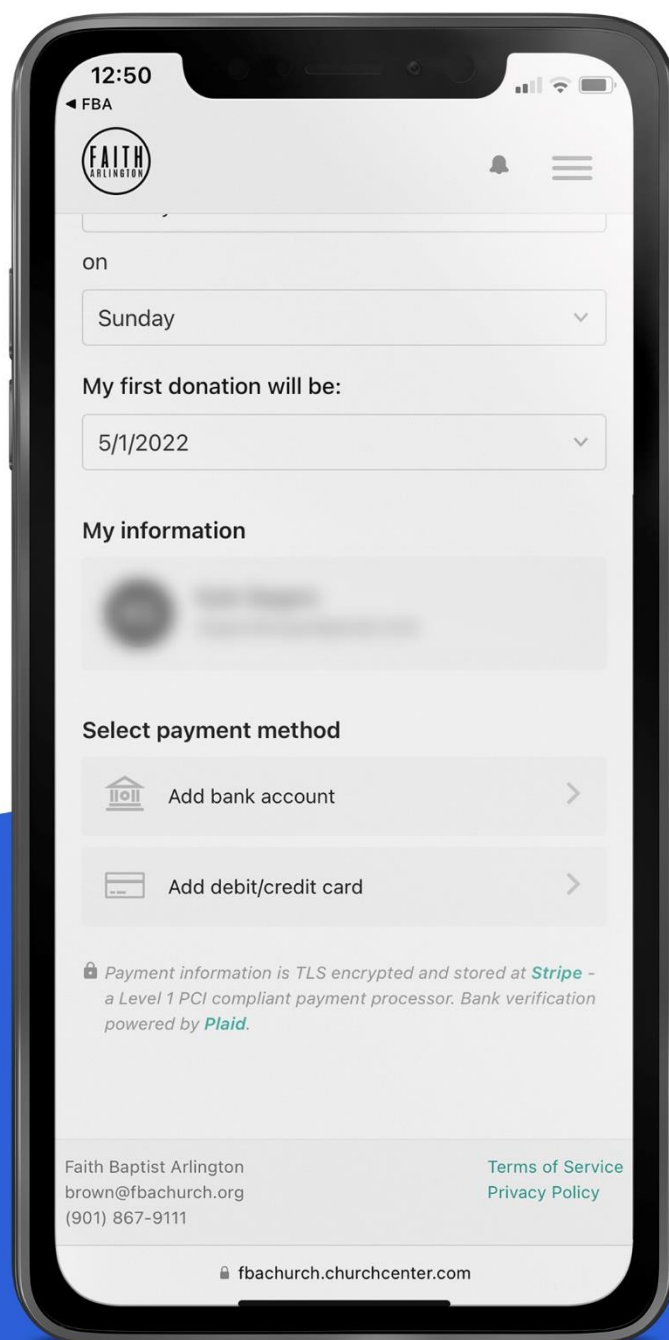 12:50
◀ FBA
FAITH
ARLINGTON
on
Sunday
My first donation will be:
5/1/2022
My information
Select payment method
Add bank account
Add debit/credit card
Payment information is TLS encrypted and stored at Stripe -
a Level 1 PCI compliant payment processor. Bank verification
powered by Plaid.
Faith Baptist Arlington
Terms of Service
brown@fbachurch.org
Privacy Policy
(901) 867-9111
fbachurch.churchcenter.com